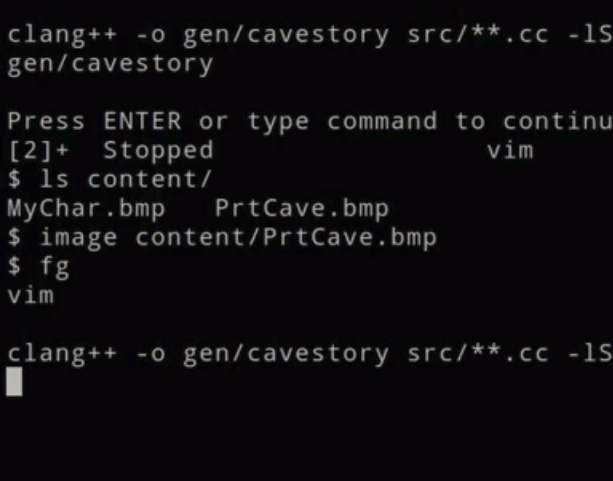 clang++ -o gen/cavestory src/**.cc -lS
gen/cavestory
Press ENTER or type command to continu
[2]+  Stopped                 vim
$ ls content/
MyChar.bmp   PrtCave.bmp
$ image content/PrtCave.bmp
$ fg
vim
clang++ -o gen/cavestory src/**.cc -lS